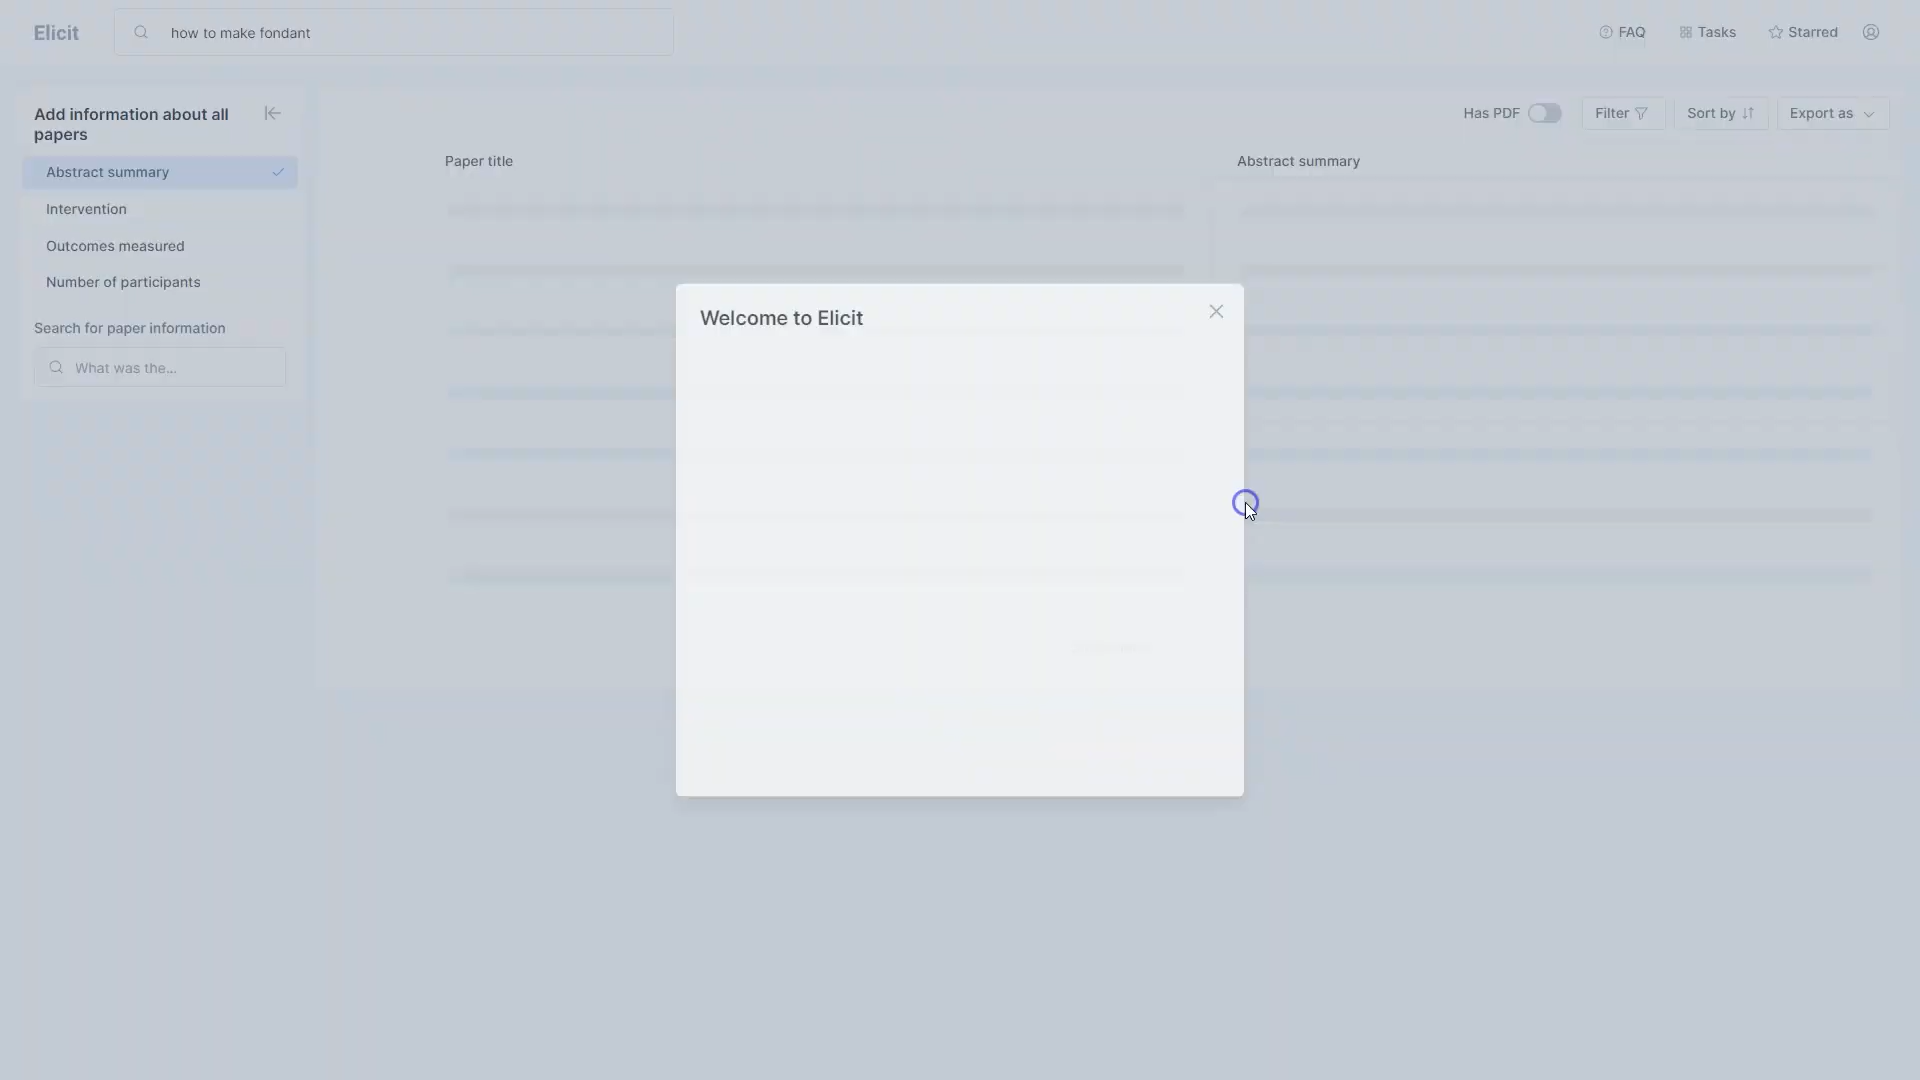 Elicit
how to make fondant
FAQ
Tasks
Starred
Add information about all
papers
Abstract summary
Intervention
Outcomes measured
Number of participants
Search for paper information
What was the...
Has PDF
Filter
Sort by
Export as
Paper title
Abstract summary
Welcome to Elicit